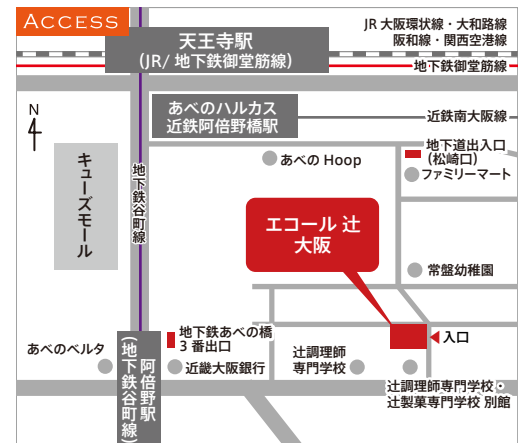 ACCESS
JR 大阪環状線・大和路線
阪和線・関西空港線
天王寺駅
(JR/ 地下鉄御堂筋線)
地下鉄御堂筋線
あべのハルカス
近鉄阿倍野橋駅
近鉄南大阪線
N
地下道出入口
(松崎口)
ファミリーマート
あべの Hoop
キューズモール
地下鉄谷町線
エコール 辻
大阪
常盤幼稚園
地下鉄あべの橋
3 番出口
入口
あべのベルタ
阿倍野駅
(地下鉄谷町線)
近畿大阪銀行
辻調理師
専門学校
辻調理師専門学校・
辻製菓専門学校 別館